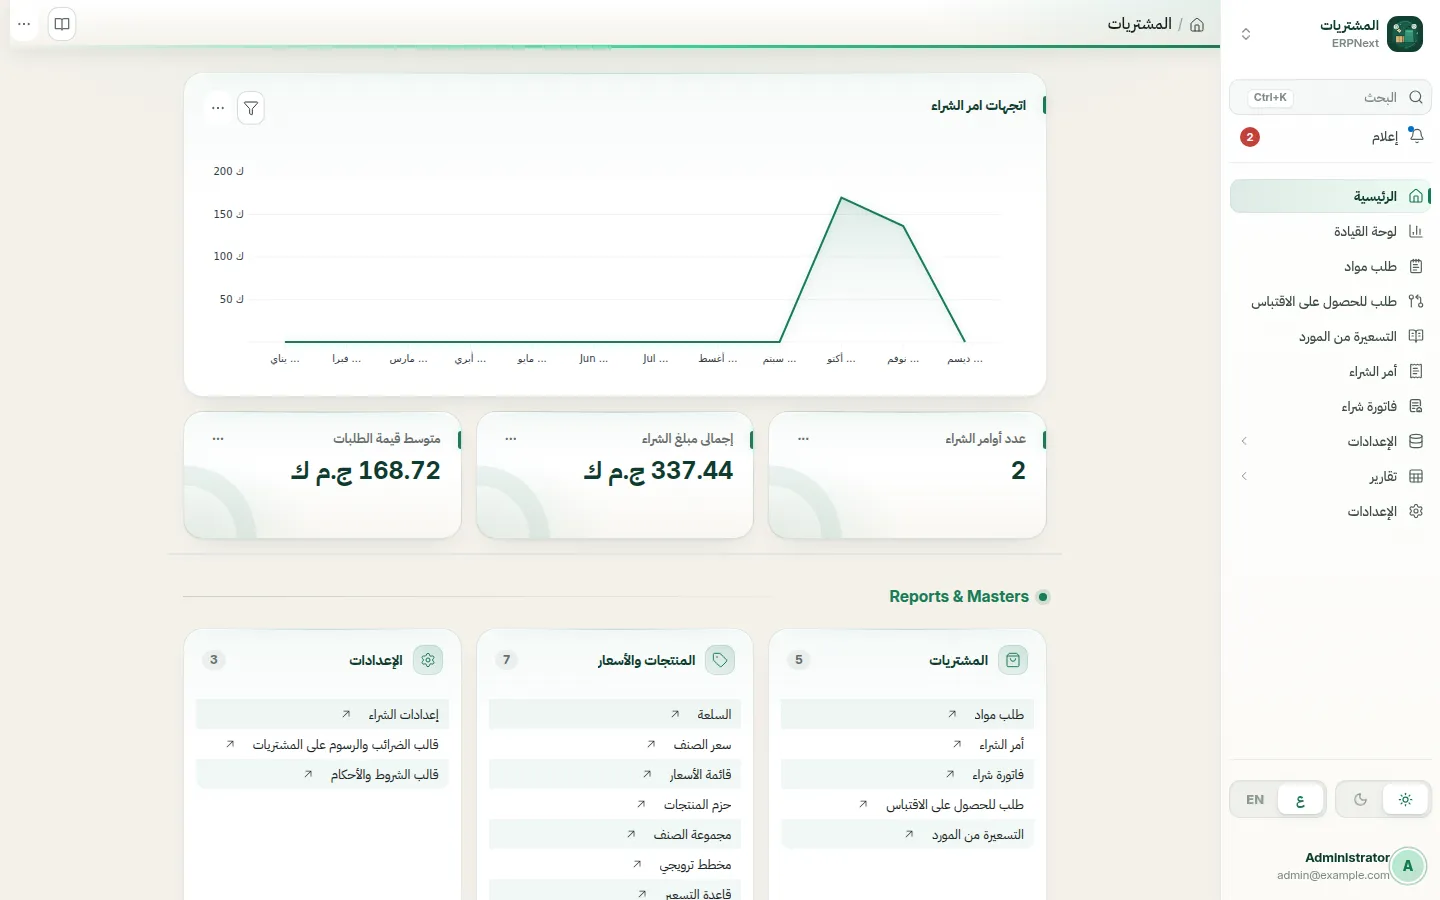 المشتريات
ERPNext
البحث
Ctrl+K
إعلام
2
الرئيسية
لوحة القيادة
طلب مواد
طلب للحصول على الاقتباس
التسعيرة من المورد
أمر الشراء
فاتورة شراء
الإعدادات
تقارير
الإعدادات
EN
ع
Administrator
admin@example.com
A
المشتريات /
...
اتجهات امر الشراء
...
200 ك
150 ك
100 ك
50 ك
يناي ...
فبرا ...
مارس ...
أبري ...
مايو ...
Jun ...
Jul ...
أغسط ...
سبتم ...
أكتو ...
نوفم ...
ديسم ...
عدد أوامر الشراء
...
2
إجمالي مبلغ الشراء
...
337.44 ج.م ك
متوسط قيمة الطلبات
...
168.72 ج.م ك
Reports & Masters
المشتريات
5
طلب مواد
أمر الشراء
فاتورة شراء
طلب للحصول على الاقتباس
التسعيرة من المورد
المنتجات والأسعار
7
السلعة
سعر الصنف
قائمة الأسعار
حزم المنتجات
مجموعة الصنف
مخطط ترويجي
قاعدة التسعير
الإعدادات
3
إعدادات الشراء
قالب الضرائب والرسوم على المشتريات
قالب الشروط والأحكام